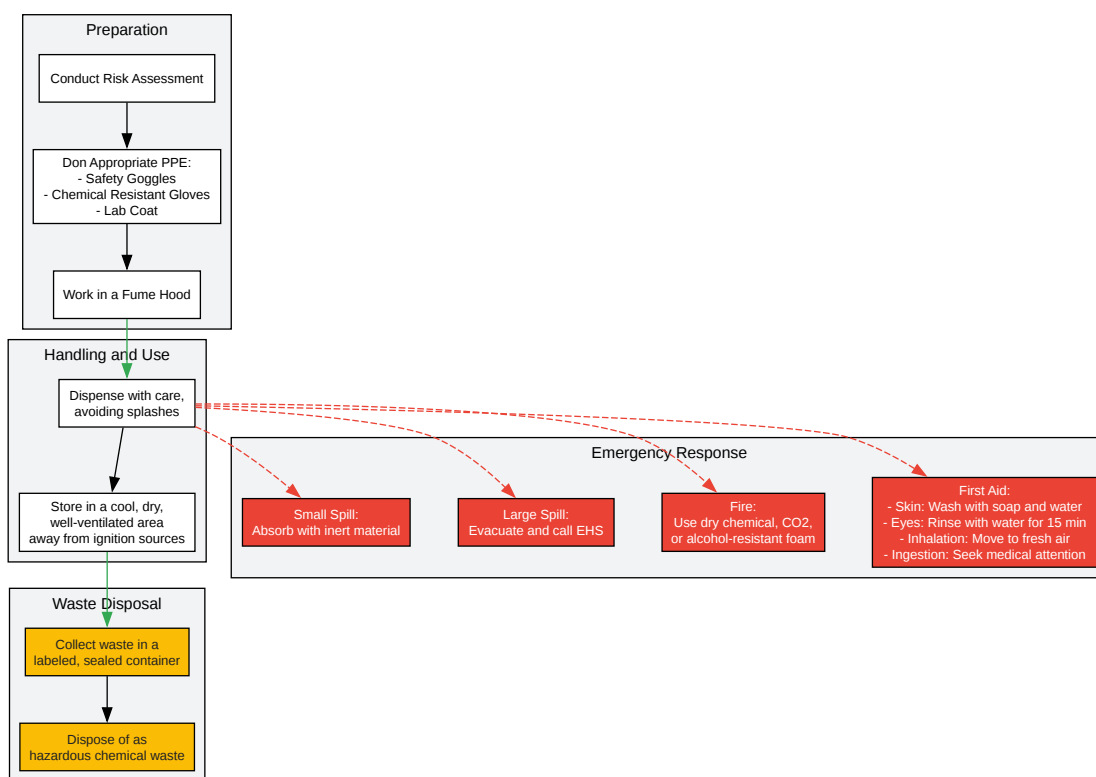 Preparation
Conduct Risk Assessment
Don Appropriate PPE:
- Safety Goggles
- Chemical Resistant Gloves
- Lab Coat
Work in a Fume Hood
Handling and Use
Dispense with care,
avoiding splashes
Store in a cool, dry,
well-ventilated area
away from ignition sources
Emergency Response
Small Spill:
Absorb with inert material
Large Spill:
Evacuate and call EHS
Fire:
Use dry chemical, CO2,
or alcohol-resistant foam
First Aid:
- Skin: Wash with soap and water
- Eyes: Rinse with water for 15 min
- Inhalation: Move to fresh air
- Ingestion: Seek medical attention
Waste Disposal
Collect waste in a
labeled, sealed container
Dispose of as
hazardous chemical waste